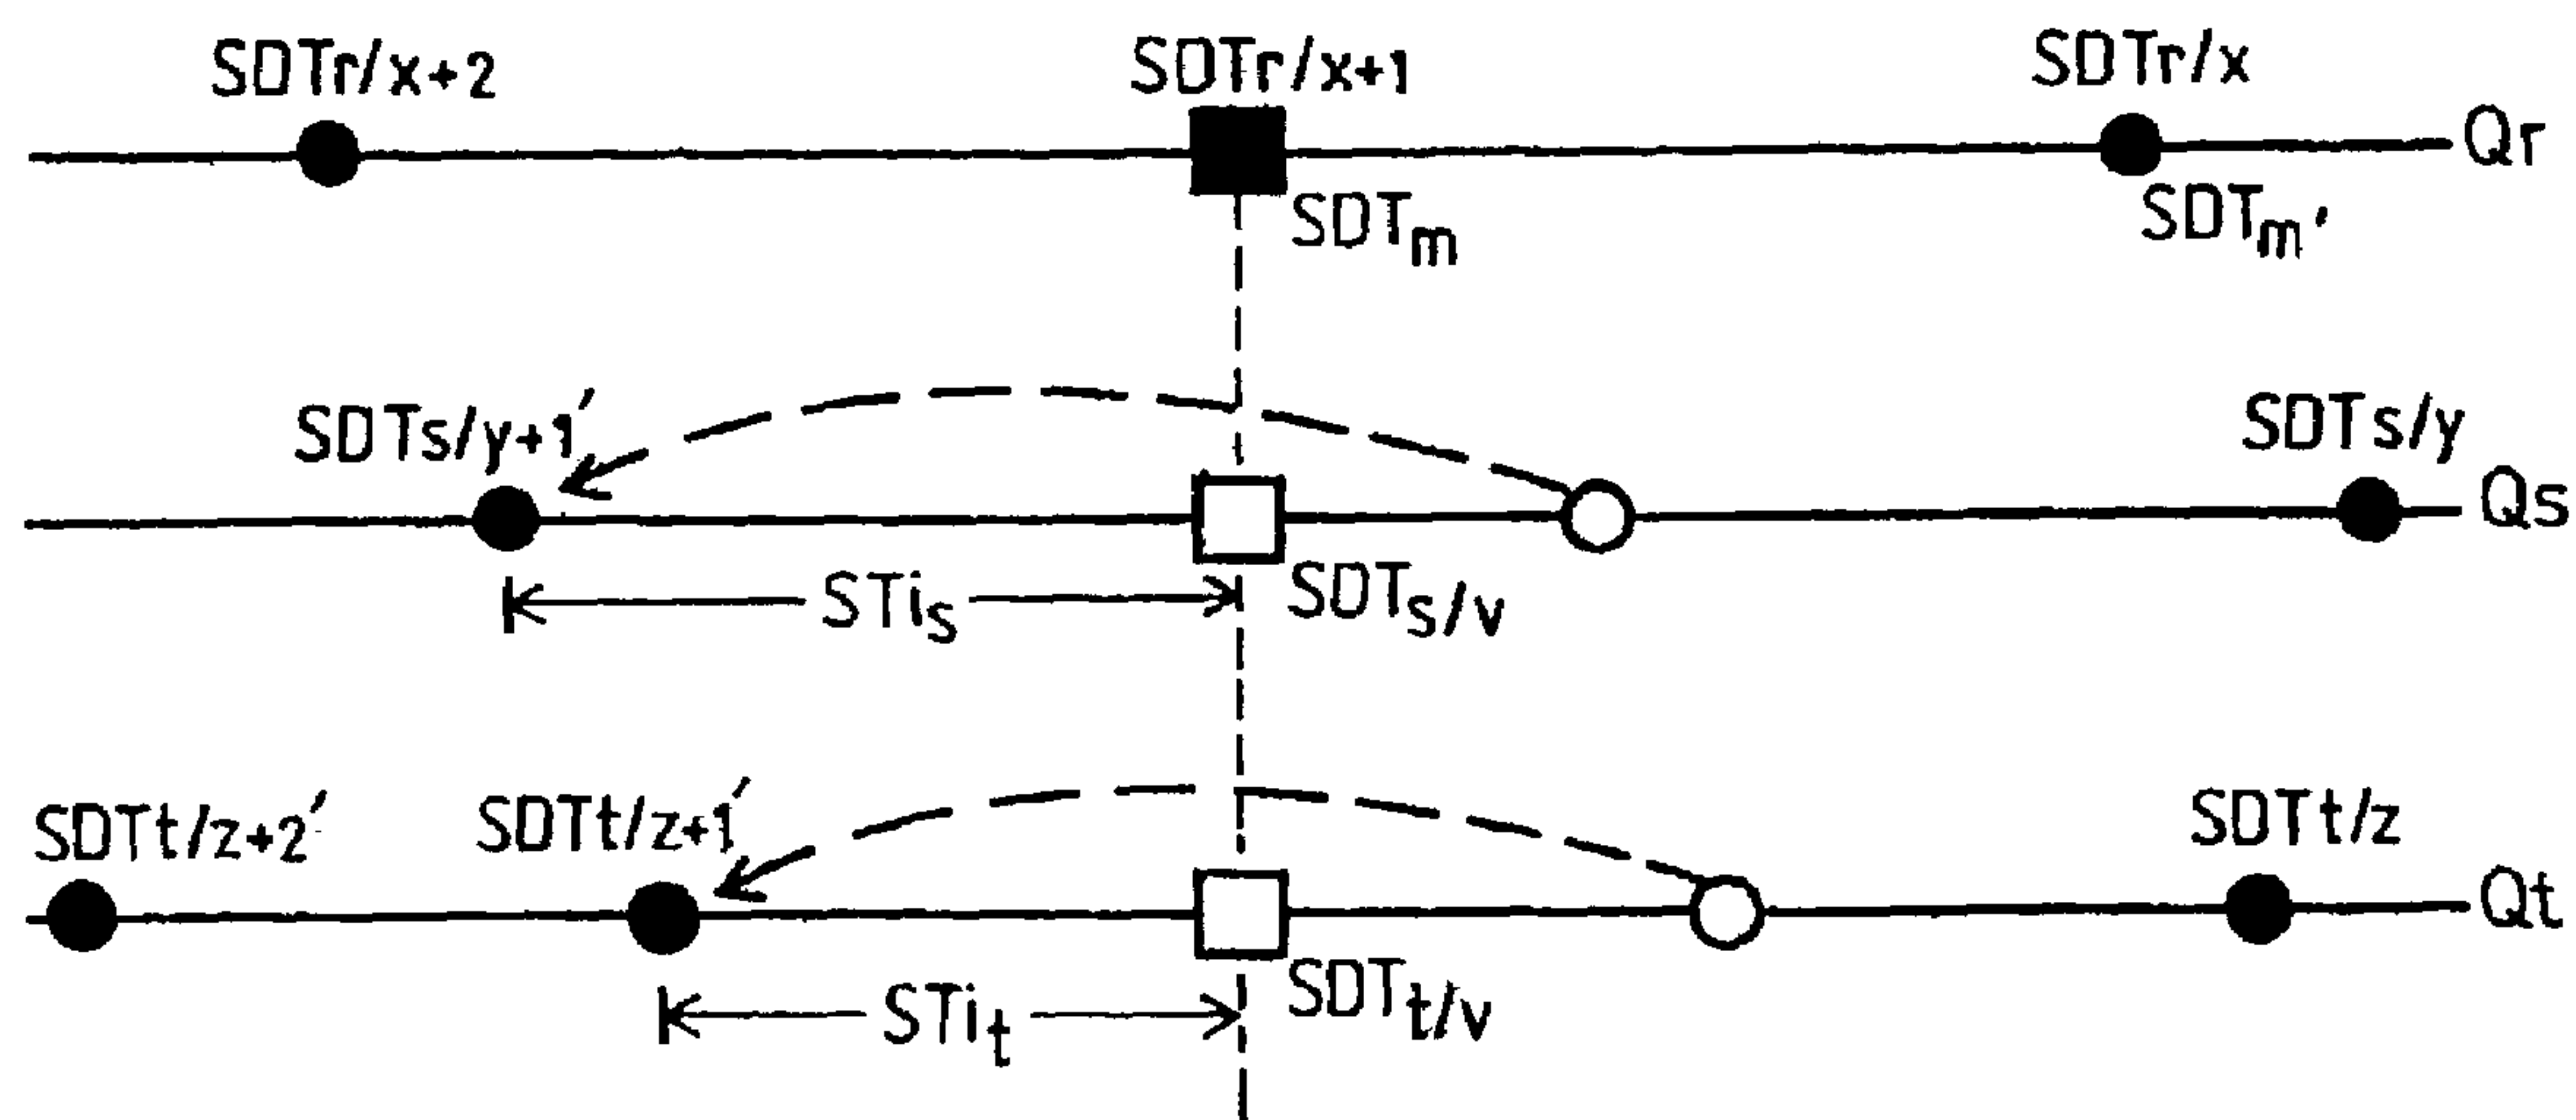 SDTr/x+2 SDTr/x+1 SDTr/x
Qr
SDTm SDTm'
SDTs/y+1' SDTs/y
Qs
STis SDTs/v
SDTt/z+2' SDTt/z+1' SDTt/z
Qt
STit SDTt/v